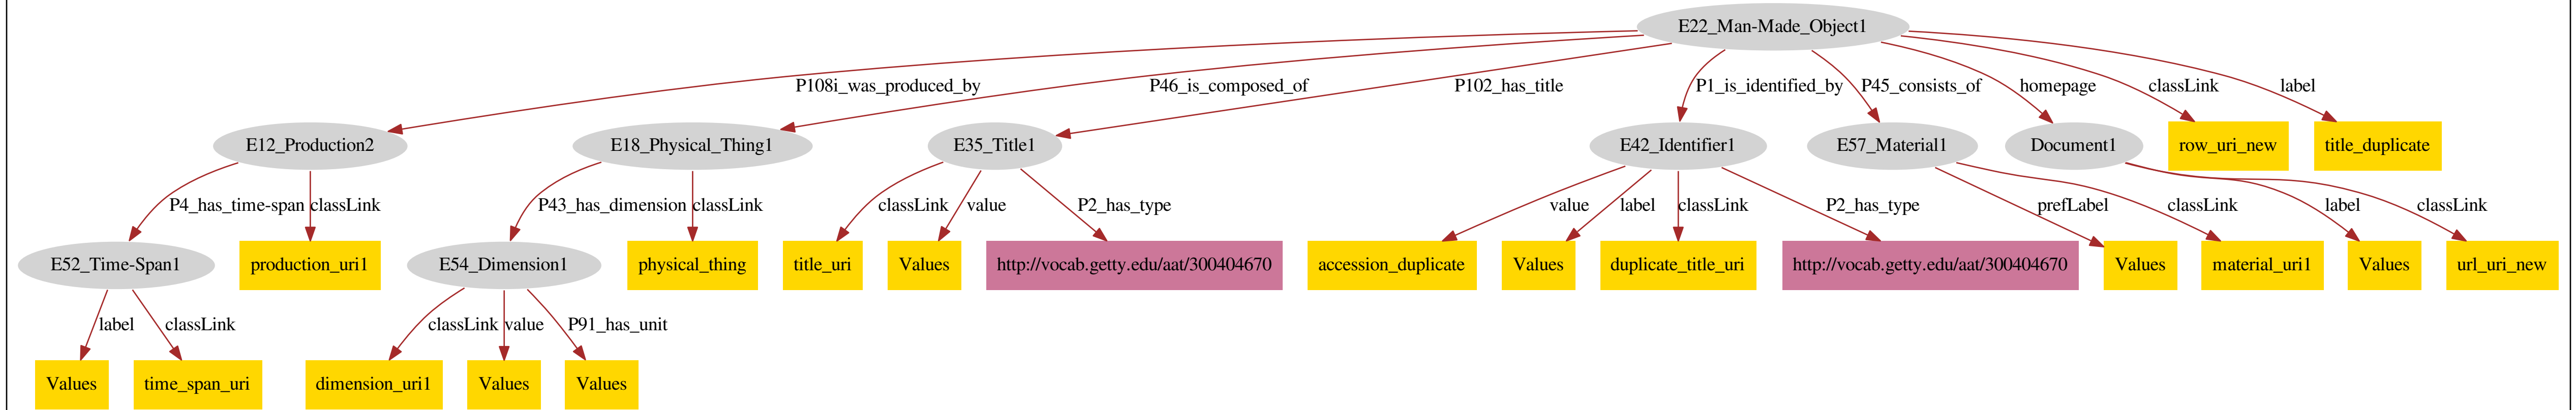 E22_Man-Made_Object1
P108i_was_produced_by
P46_is_composed_of
P102_has_title
P1_is_identified_by
P45_consists_of
homepage
classLink
label
E12_Production2
E18_Physical_Thing1
E35_Title1
E42_Identifier1
E57_Material1
Document1
row_uri_new
title_duplicate
P4_has_time-span
classLink
P43_has_dimension
classLink
classLink
value
P2_has_type
value
label
classLink
P2_has_type
prefLabel
classLink
label
classLink
E52_Time-Span1
production_uri1
E54_Dimension1
physical_thing
title_uri
Values
http://vocab.getty.edu/aat/300404670
accession_duplicate
Values
duplicate_title_uri
http://vocab.getty.edu/aat/300404670
Values
material_uri1
Values
url_uri_new
label
classLink
classLink
value
P91_has_unit
Values
time_span_uri
dimension_uri1
Values
Values